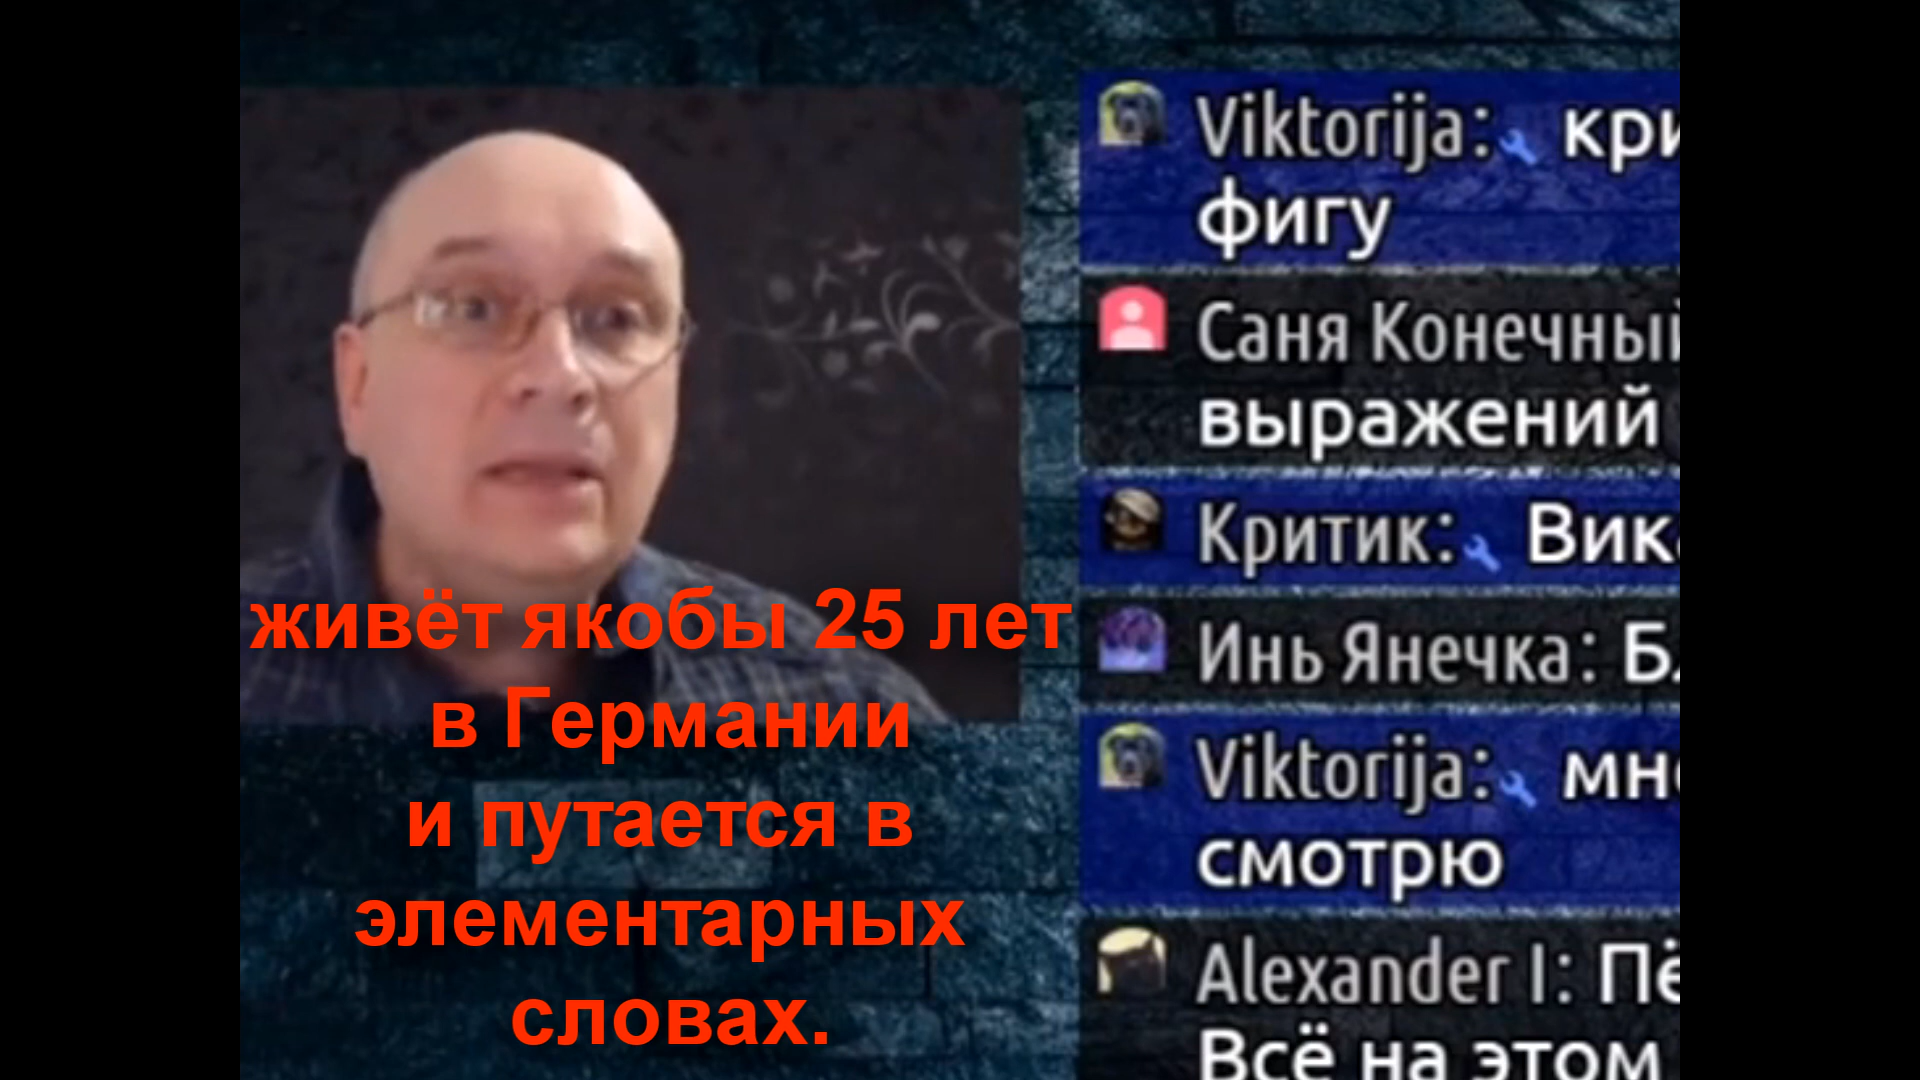 живёт якобы 25 лет
в Германии
и путается в
элементарных
словах.
Viktorija:
фигу
Саня Конечный
выражений
Критик:
Инь Янечка:
Viktorija:
смотрю
Alexander I:
Всё на этом